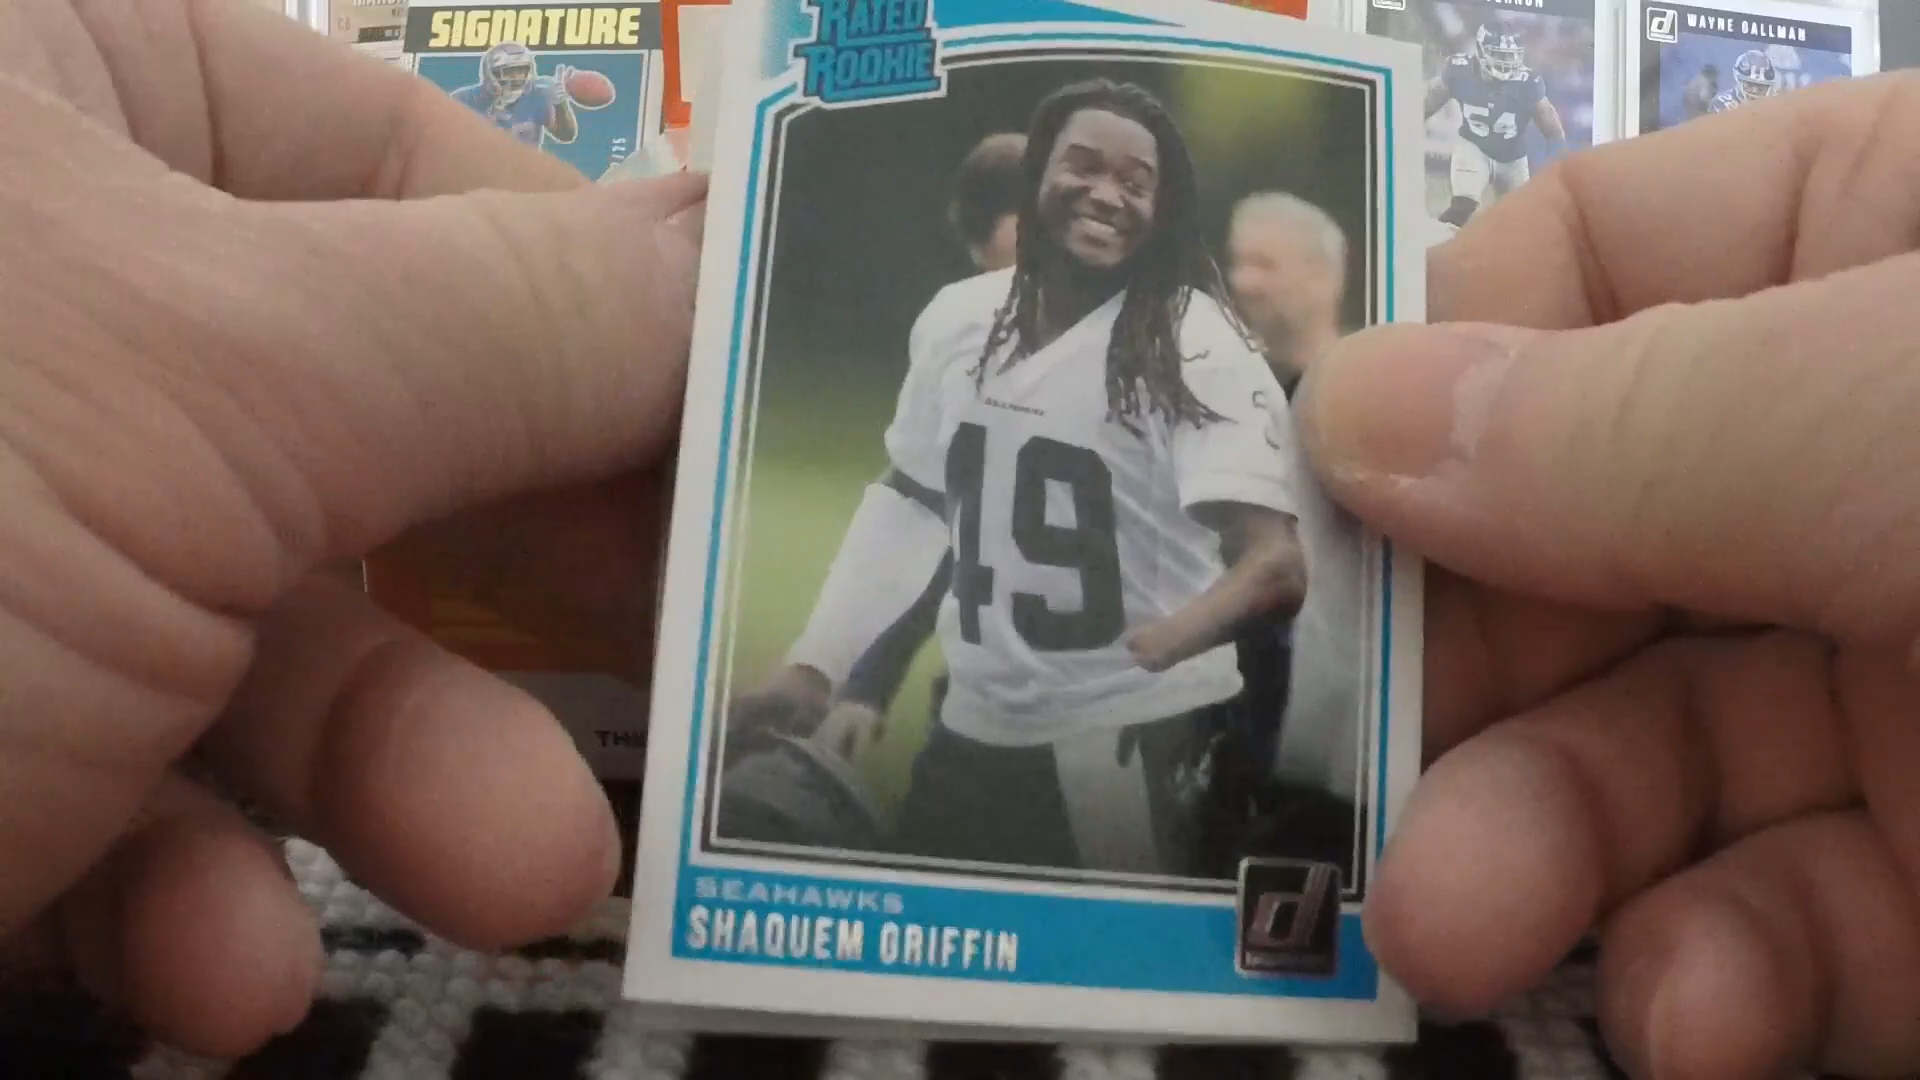 SIGNATURE
WAYNE GALLMAN
RATED
ROOKIE
54
49
SEAHAWKS
SHAQUEM GRIFFIN
d